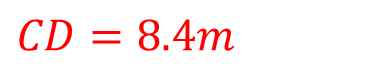 CD = 8.4m